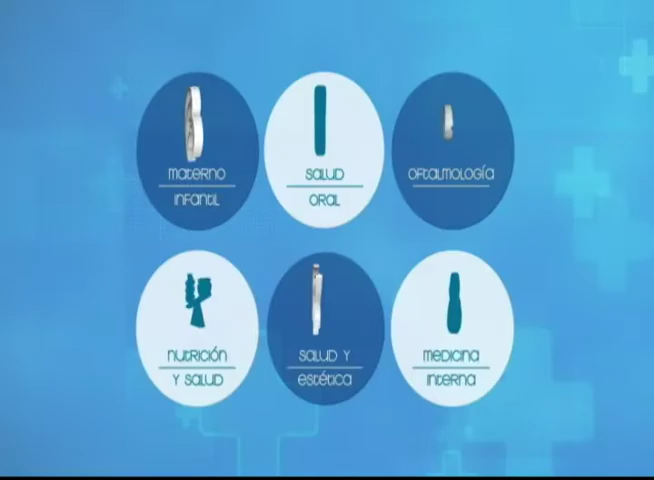 materno
infantil
salud
oral
oftalmología
nutrición
y salud
salud y
estética
medicina
interna